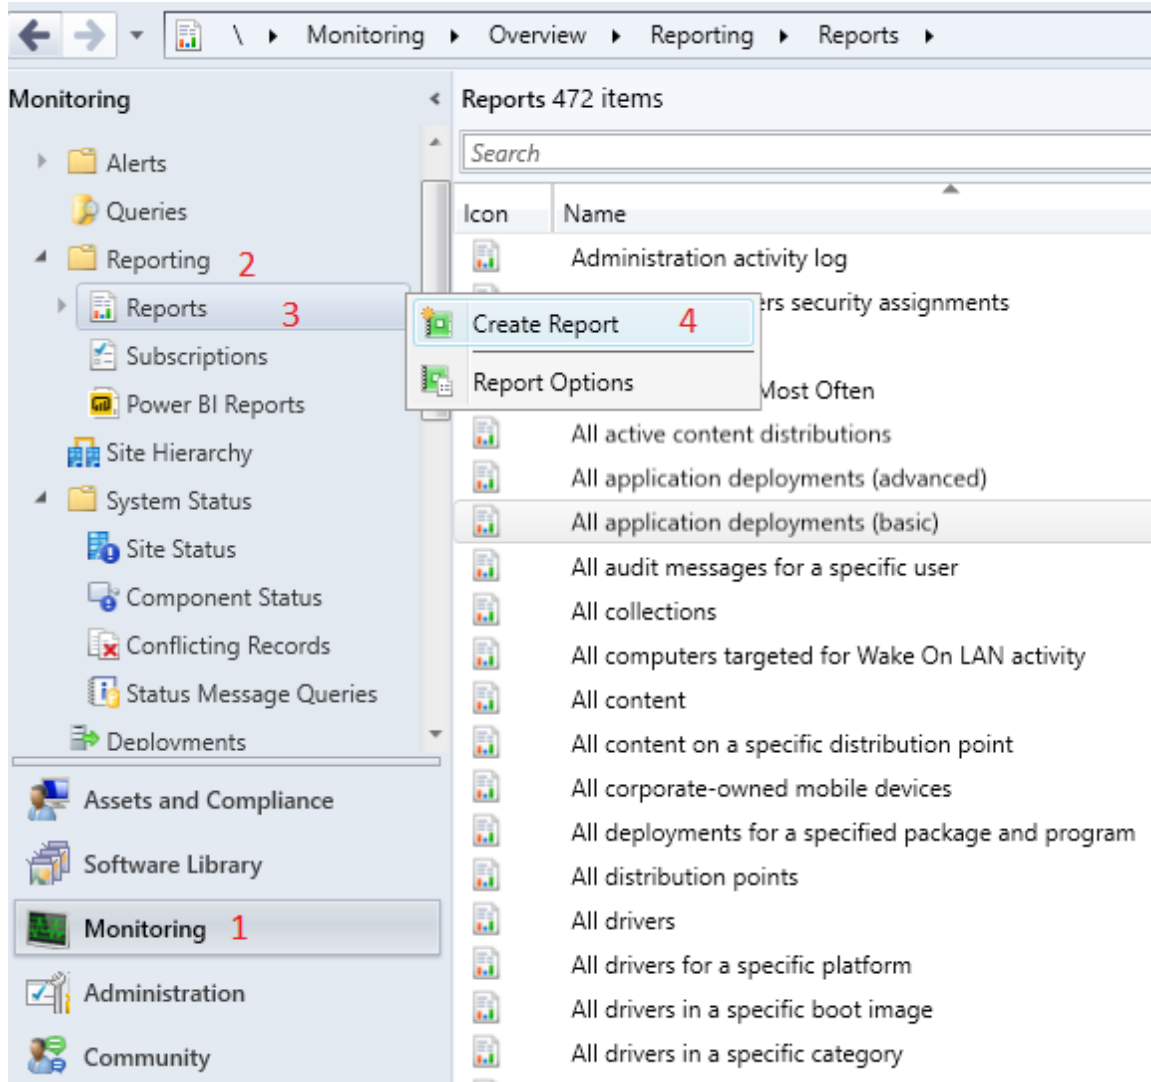 \ Monitoring Overview Reporting Reports
Monitoring
Alerts
Queries
Reporting 2
Reports 3
Subscriptions
Power BI Reports
Site Hierarchy
System Status
Site Status
Component Status
Conflicting Records
Status Message Queries
Deployments
Assets and Compliance
Software Library
Monitoring 1
Administration
Community
Create Report 4
Report Options
Reports 472 items
Search
Icon Name
Administration activity log
ers security assignments
Most Often
All active content distributions
All application deployments (advanced)
All application deployments (basic)
All audit messages for a specific user
All collections
All computers targeted for Wake On LAN activity
All content
All content on a specific distribution point
All corporate-owned mobile devices
All deployments for a specified package and program
All distribution points
All drivers
All drivers for a specific platform
All drivers in a specific boot image
All drivers in a specific category